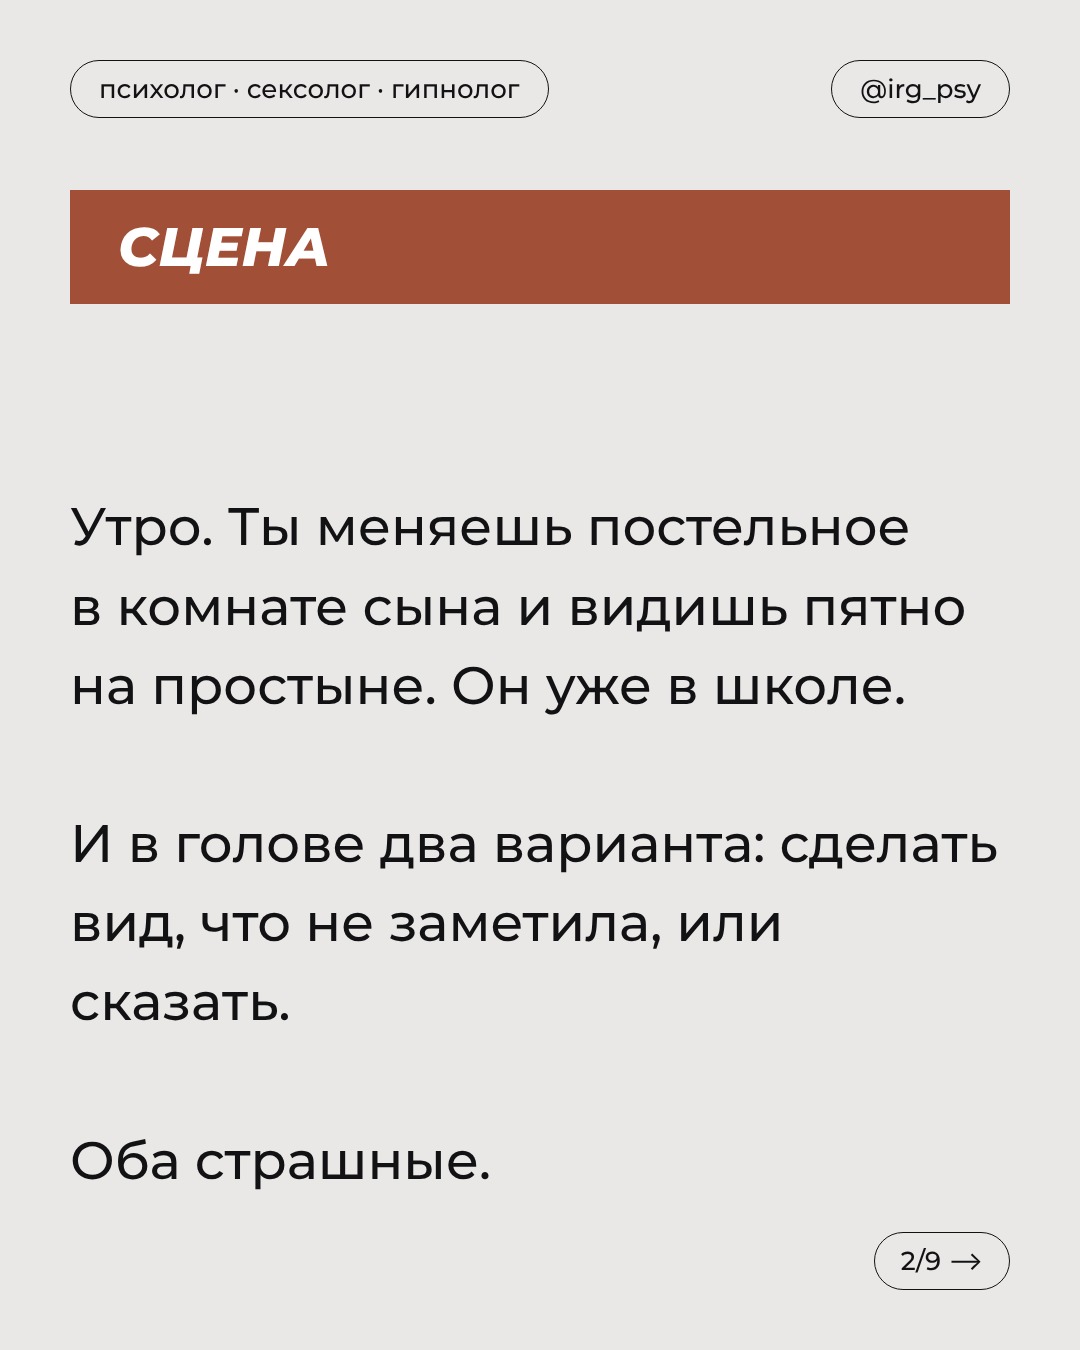 психолог · сексолог · гипнолог
@irg_psy
СЦЕНА
Утро. Ты меняешь постельное
в комнате сына и видишь пятно
на простыне. Он уже в школе.
И в голове два варианта: сделать
вид, что не заметила, или
сказать.
Оба страшные.
2/9 →